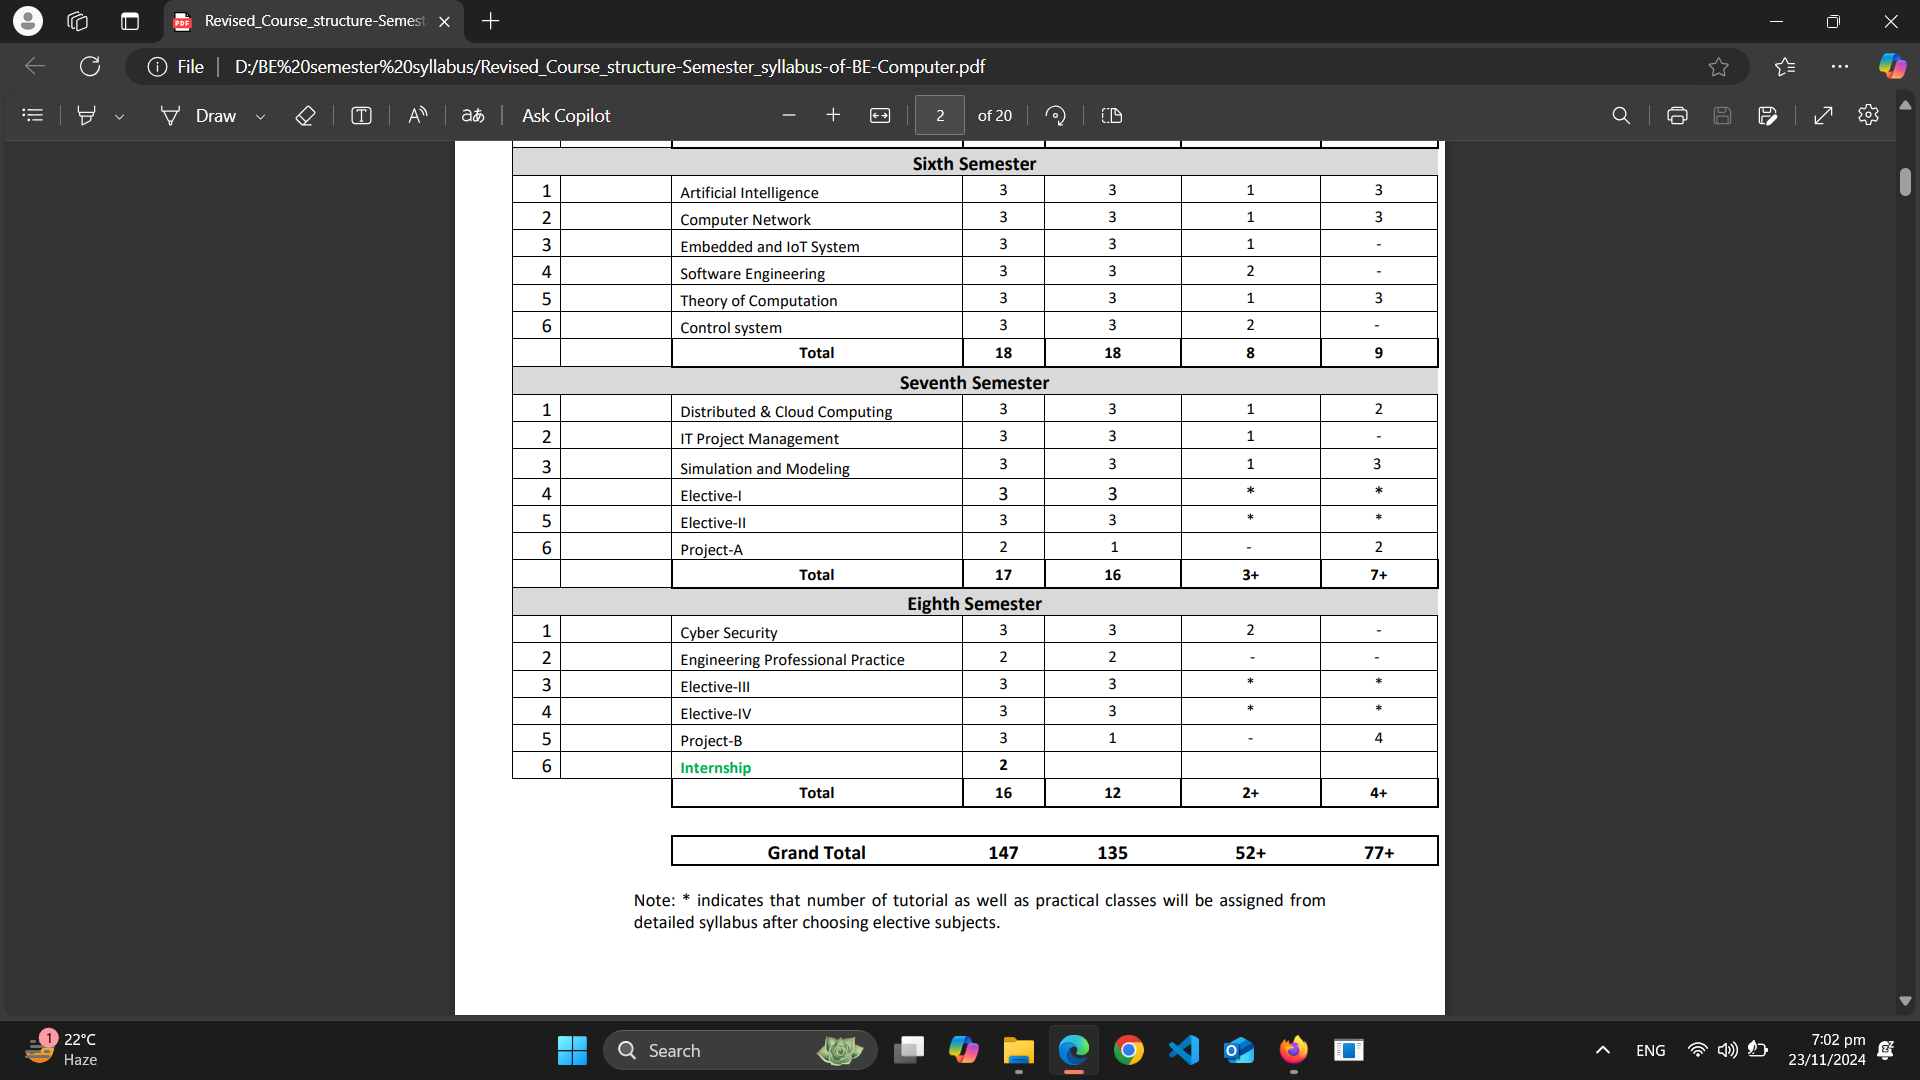 Revised_Course_structure-Semest
File D:/BE%20semester%20syllabus/Revised_Course_structure-Semester_syllabus-of-BE-Computer.pdf
Draw Ask Copilot 2 of 20
Sixth Semester
1 Artificial Intelligence 3 3 1 3
2 Computer Network 3 3 1 3
3 Embedded and IoT System 3 3 1 -
4 Software Engineering 3 3 2 -
5 Theory of Computation 3 3 1 3
6 Control system 3 3 2 -
Total 18 18 8 9
Seventh Semester
1 Distributed & Cloud Computing 3 3 1 2
2 IT Project Management 3 3 1 -
3 Simulation and Modeling 3 3 1 3
4 Elective-I 3 3 * *
5 Elective-II 3 3 * *
6 Project-A 2 1 - 2
Total 17 16 3+ 7+
Eighth Semester
1 Cyber Security 3 3 2 -
2 Engineering Professional Practice 2 2 - -
3 Elective-III 3 3 * *
4 Elective-IV 3 3 * *
5 Project-B 3 1 - 4
6 Internship 2
Total 16 12 2+ 4+
Grand Total 147 135 52+ 77+
Note: * indicates that number of tutorial as well as practical classes will be assigned from
detailed syllabus after choosing elective subjects.
1 22°C
Haze
Search
ENG
7:02 pm
23/11/2024